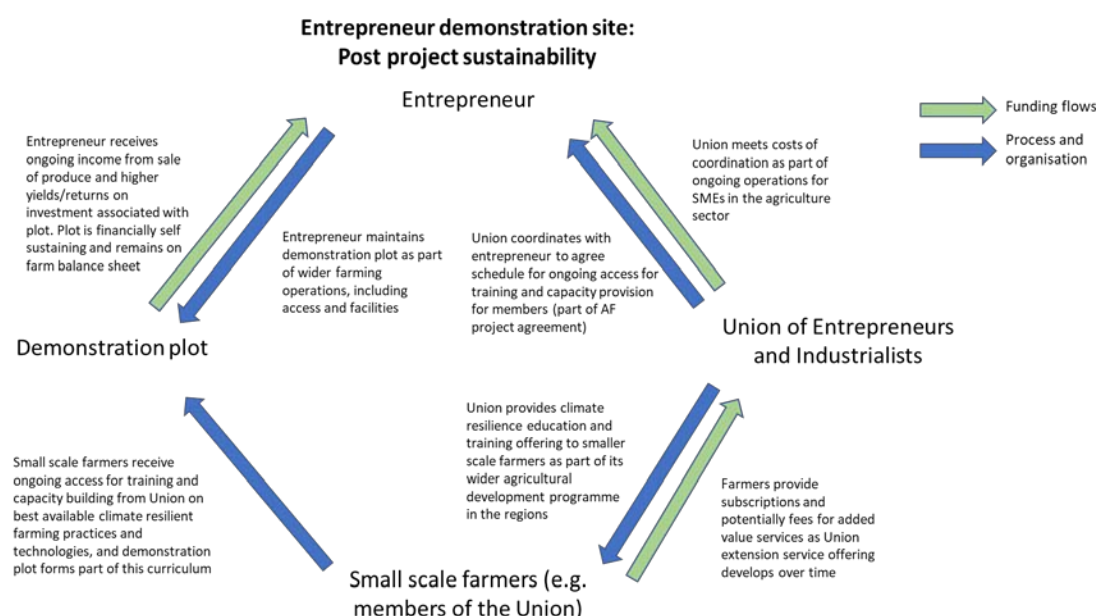 Entrepreneur demonstration site:
Post project sustainability
Entrepreneur
Funding flows
Process and
organisation
Entrepreneur receives
ongoing income from sale
of produce and higher
yields/returns on
investment associated with
plot. Plot is financially self
sustaining and remains on
farm balance sheet
Entrepreneur maintains
demonstration plot as part
of wider farming
operations, including
access and facilities
Union coordinates with
entrepreneur to agree
schedule for ongoing access for
training and capacity provision
for members (part of AF
project agreement)
Union meets costs of
coordination as part of
ongoing operations for
SMEs in the agriculture
sector
Demonstration plot
Union of Entrepreneurs
and Industrialists
Small scale farmers receive
ongoing access for training and
capacity building from Union on
best available climate resilient
farming practices and
technologies, and demonstration
plot forms part of this curriculum
Union provides climate
resilience education and
training offering to smaller
scale farmers as part of its
wider agricultural
development programme
in the regions
Farmers provide
subscriptions and
potentially fees for added
value services as Union
extension service offering
develops over time
Small scale farmers (e.g.
members of the Union)